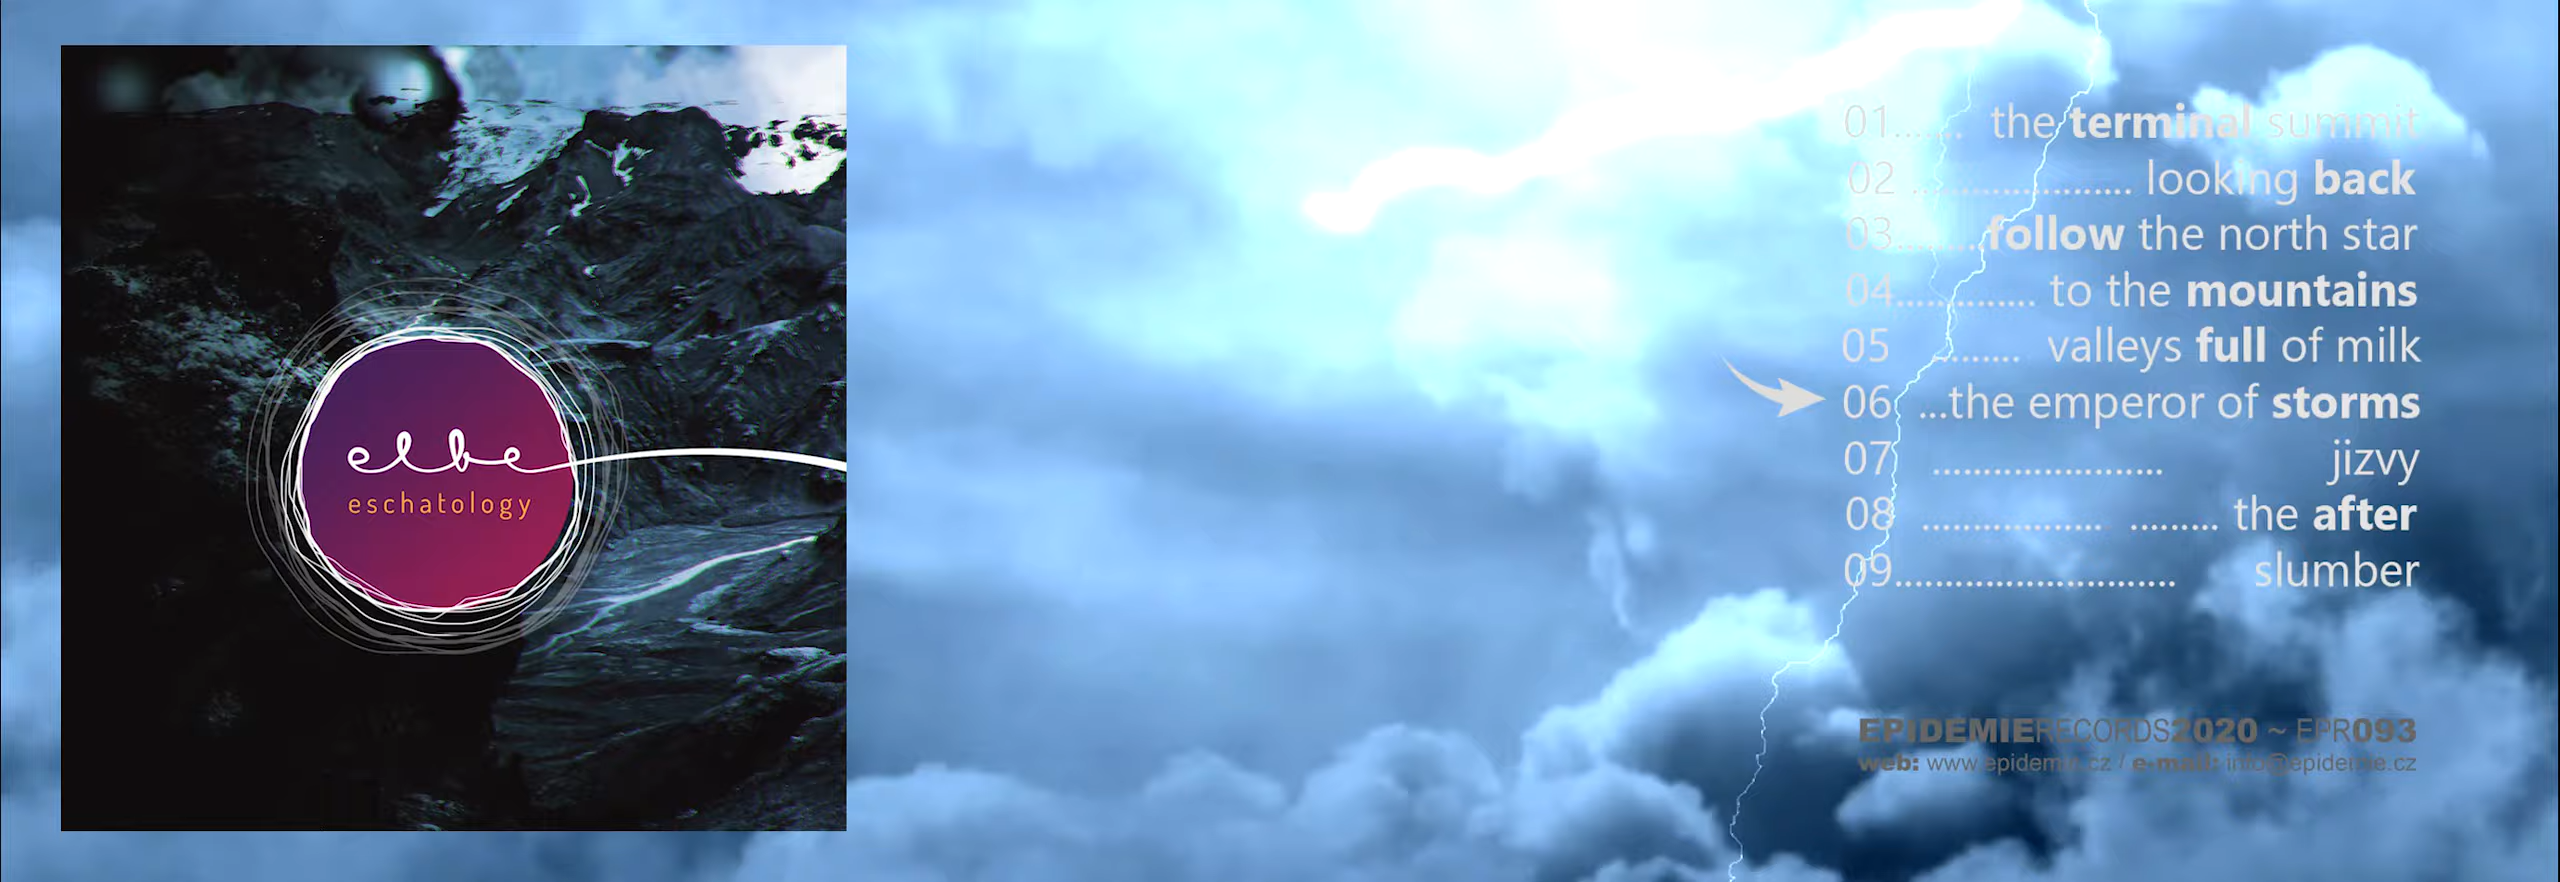 elbe
eschatology
01....... the terminal summit
02 ....................... looking back
03.........follow the north star
04.............. to the mountains
05 ......... valleys full of milk
06 ...the emperor of storms
07 ........................ jizvy
08 ................... ......... the after
09............................. slumber
EPIDEMIERECORDS2020 ~ EPR093
web: www.epidemie.cz / e-mail: info@epidemie.cz